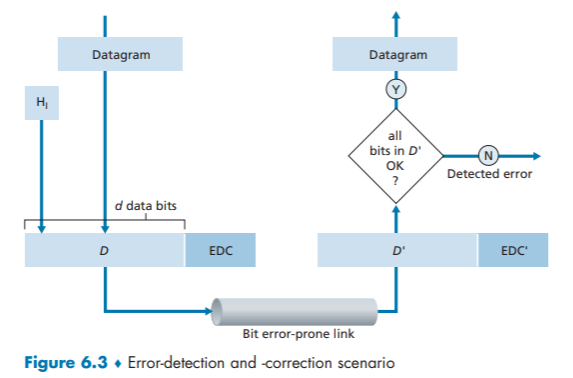 Datagram
Datagram
H₁
Y
all
bits in D'
OK
?
N
Detected error
d data bits
D
EDC
D'
EDC'
Bit error-prone link
Figure 6.3 ♦ Error-detection and -correction scenario